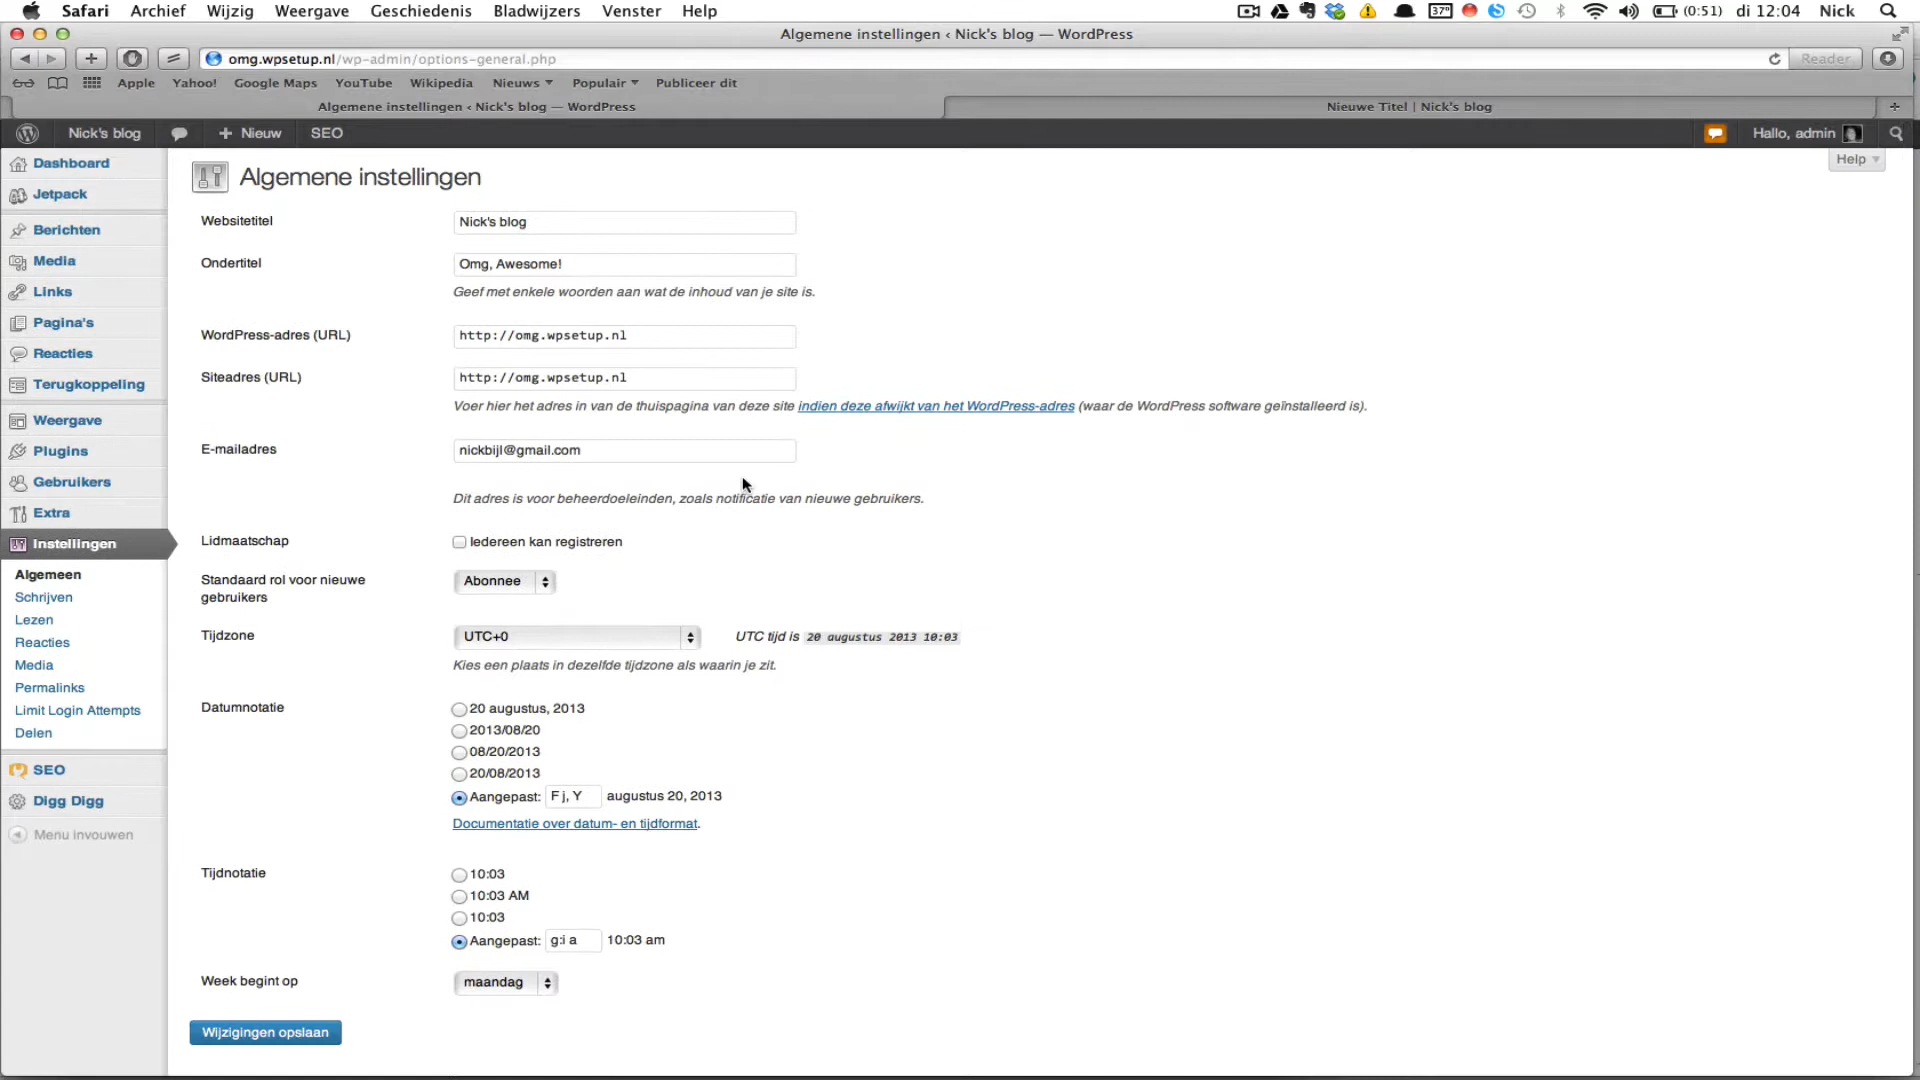 Safari Archief Wijzig Weergave Geschiedenis Bladwijzers Venster Help 37° (0:51) di 12:04 Nick
Algemene instellingen ‹ Nick's blog — WordPress
omg.wpsetup.nl/wp-admin/options-general.php Reader
Apple Yahoo! Google Maps YouTube Wikipedia Nieuws Populair Publiceer dit
Algemene instellingen ‹ Nick's blog — WordPress Nieuwe Titel | Nick's blog
Nick's blog + Nieuw SEO Hallo, admin
Help
Dashboard
Jetpack
Berichten
Media
Links
Pagina's
Reacties
Terugkoppeling
Weergave
Plugins
Gebruikers
Extra
Instellingen
Algemeen
Schrijven
Lezen
Reacties
Media
Permalinks
Limit Login Attempts
Delen
SEO
Digg Digg
Menu invouwen
Algemene instellingen
Websitetitel Nick's blog
Ondertitel Omg, Awesome!
Geef met enkele woorden aan wat de inhoud van je site is.
WordPress-adres (URL) http://omg.wpsetup.nl
Siteadres (URL) http://omg.wpsetup.nl
Voer hier het adres in van de thuispagina van deze site indien deze afwijkt van het WordPress-adres (waar de WordPress software geïnstalleerd is).
E-mailadres nickbijl@gmail.com
Dit adres is voor beheerdoeleinden, zoals notificatie van nieuwe gebruikers.
Lidmaatschap Iedereen kan registreren
Standaard rol voor nieuwe
gebruikers
Abonnee
Tijdzone UTC+0 UTC tijd is 20 augustus 2013 10:03
Kies een plaats in dezelfde tijdzone als waarin je zit.
Datumnotatie 20 augustus, 2013
2013/08/20
08/20/2013
20/08/2013
Aangepast: F j, Y augustus 20, 2013
Documentatie over datum- en tijdformat.
Tijdnotatie 10:03
10:03 AM
10:03
Aangepast: g:i a 10:03 am
Week begint op maandag
Wijzigingen opslaan